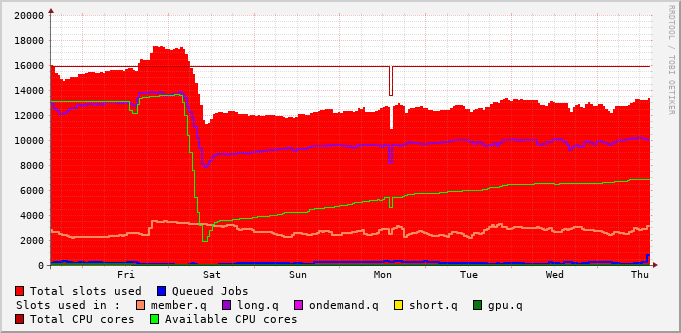 RRDTOOL / TOBI OETIKER
20000
18000
16000
14000
12000
10000
8000
6000
4000
2000
0
Fri Sat Sun Mon Tue Wed Thu
Total slots used Queued Jobs
Slots used in : member.q long.q ondemand.q short.q gpu.q
Total CPU cores Available CPU cores